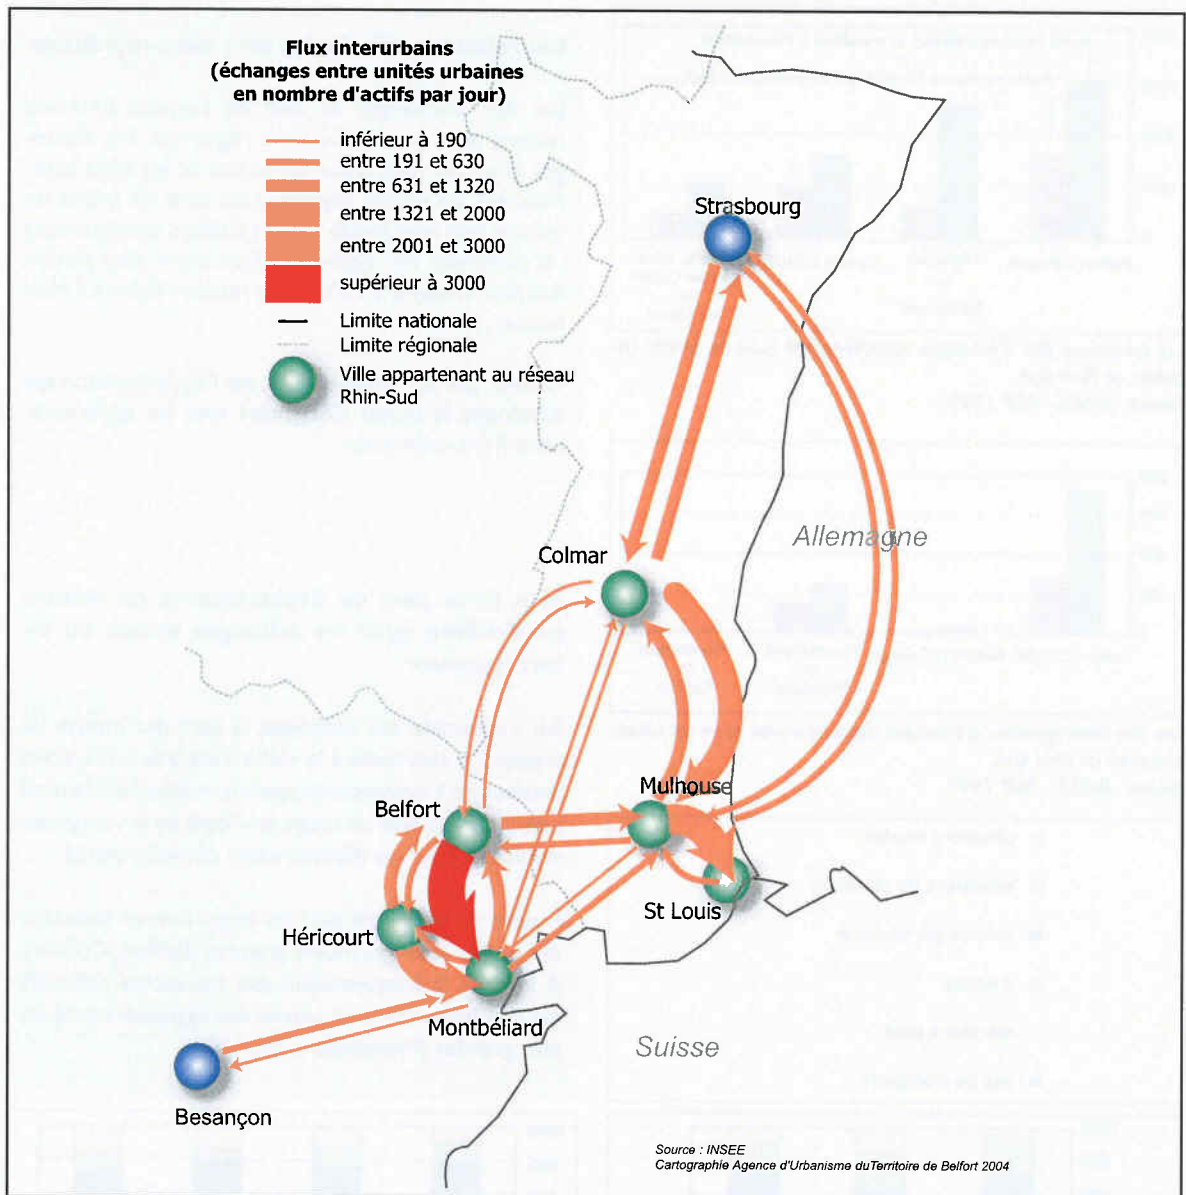 Flux interurbains
(échanges entre unités urbaines
en nombre d'actifs par jour)
inférieur à 190
entre 191 et 630
entre 631 et 1320
entre 1321 et 2000
entre 2001 et 3000
supérieur à 3000
Limite nationale
Limite régionale
Ville appartenant au réseau
Rhin-Sud
Strasbourg
Allemagne
Colmar
Mulhouse
Belfort
St Louis
Héricourt
Montbéliard
Suisse
Besançon
Source : INSEE
Cartographie Agence d'Urbanisme duTerritoire de Belfort 2004